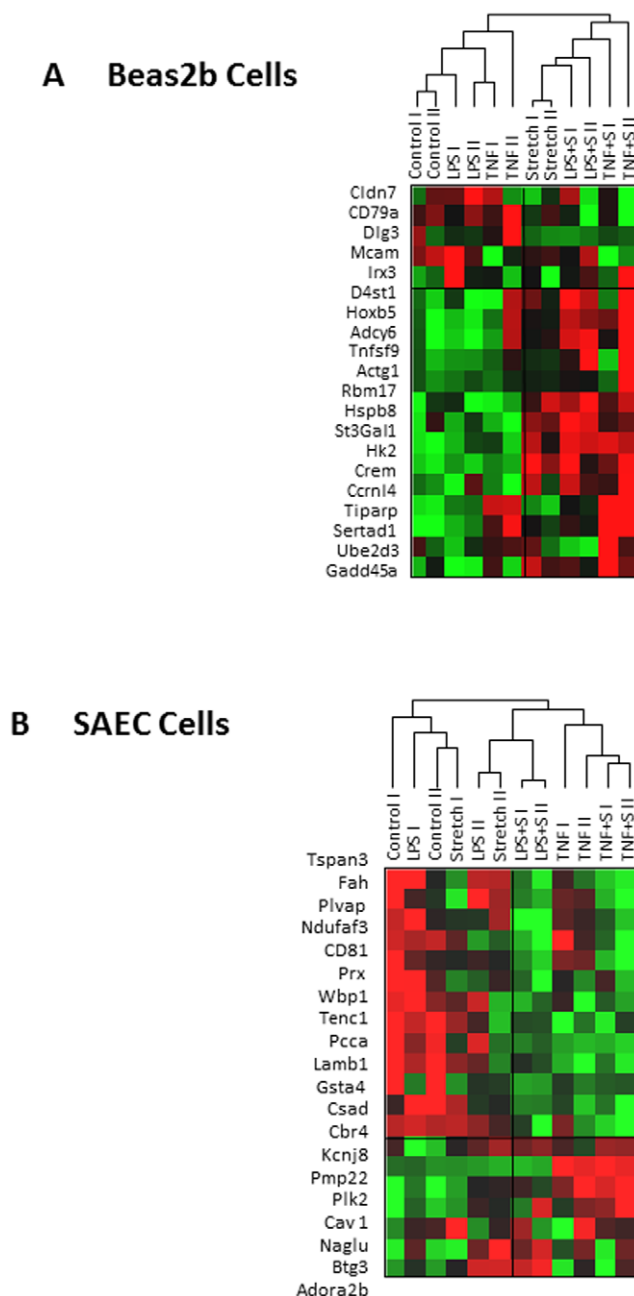 A Beas2b Cells
Control I
Control II
LPS I
LPS II
TNF I
TNF II
Stretch I
Stretch II
LPS+S I
LPS+S II
TNF+S I
TNF+S II
Cldn7
CD79a
Dlg3
Mcam
Irx3
D4st1
Hoxb5
Adcy6
Tnfsf9
Actg1
Rbm17
Hspb8
St3Gal1
Hk2
Crem
Ccrnl4
Tiparp
Sertad1
Ube2d3
Gadd45a
B SAEC Cells
Control I
LPS I
Control II
Stretch I
LPS II
Stretch II
LPS+S I
LPS+S II
TNF I
TNF II
TNF+S I
TNF+S II
Tspan3
Fah
Plvap
Ndufaf3
CD81
Prx
Wbp1
Tenc1
Pcca
Lamb1
Gsta4
Csad
Cbr4
Kcnj8
Pmp22
Plk2
Cav 1
Naglu
Btg3
Adora2b